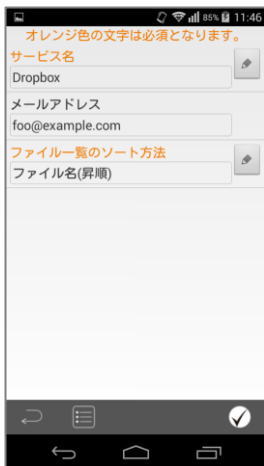 85% 11:46
オレンジ色の文字は必須となります。
サービス名
Dropbox
メールアドレス
foo@example.com
ファイル一覧のソート方法
ファイル名(昇順)